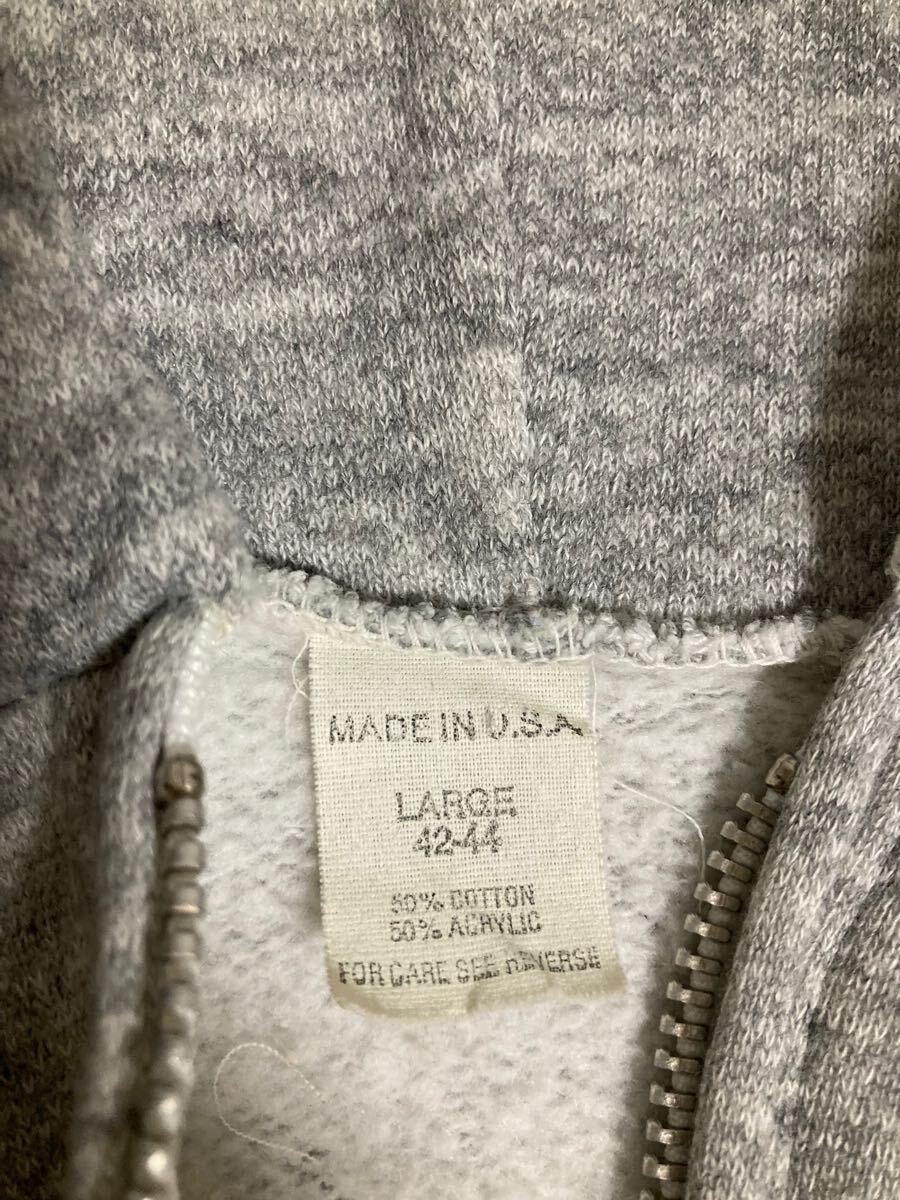 MADE IN U.S.A
LARGE
42-44
50% COTTON
50% ACRYLIC
FOR CARE SEE REVERSE